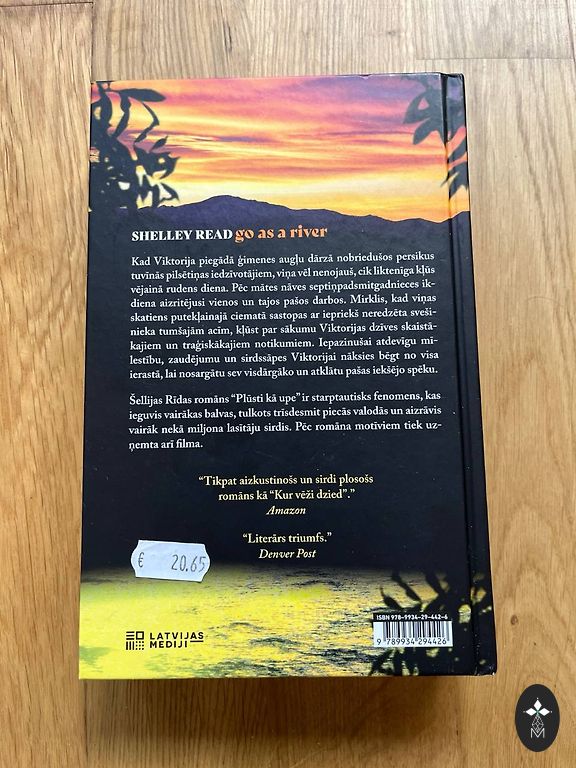 SHELLEY READ go as a river
Kad Viktorija piegādā ģimenes augļu dārzā nobriedušos persikus
tuvīnās pilsētiņas iedzīvotājiem, viņa vēl nenojauš, cik liktenīga kļūs
vējainā rudens diena. Pēc mātes nāves septiņpadsmitgadnieces ik-
diena aizritējusi vienos un tajos pašos darbos. Mirklis, kad viņas
skatiens putekļainajā ciematā sastopas ar iepriekš neredzēta sveši-
nieka tumšajām acīm, kļūst par sākumu Viktorijas dzīves skaistā-
kajiem un traģiskākajiem notikumiem. Iepazinušai atdevīgu mī-
lestību, zaudējumu un sirdssāpes Viktorijai nāksies bēgt no visa
ierastā, lai nosargātu sev visdārgāko un atklātu pašas iekšējo spēku.
Šellijas Rīdas romāns “Plūsti kā upe” ir starptautisks fenomens, kas
ieguvis vairākas balvas, tulkots trīsdesmit piecās valodās un aizrāvis
vairāk nekā miljona lasītāju sirdis. Pēc romāna motīviem tiek uz-
ņemta arī filma.
“Tikpat aizkustinošs un sirdi plosošs
romāns kā “Kur vēži dzied”.”
Amazon
“Literārs triumfs.”
Denver Post
€ 20.65
LATVIJAS
MEDIJI
ISBN 978-9934-29-442-6
9 789934 294426